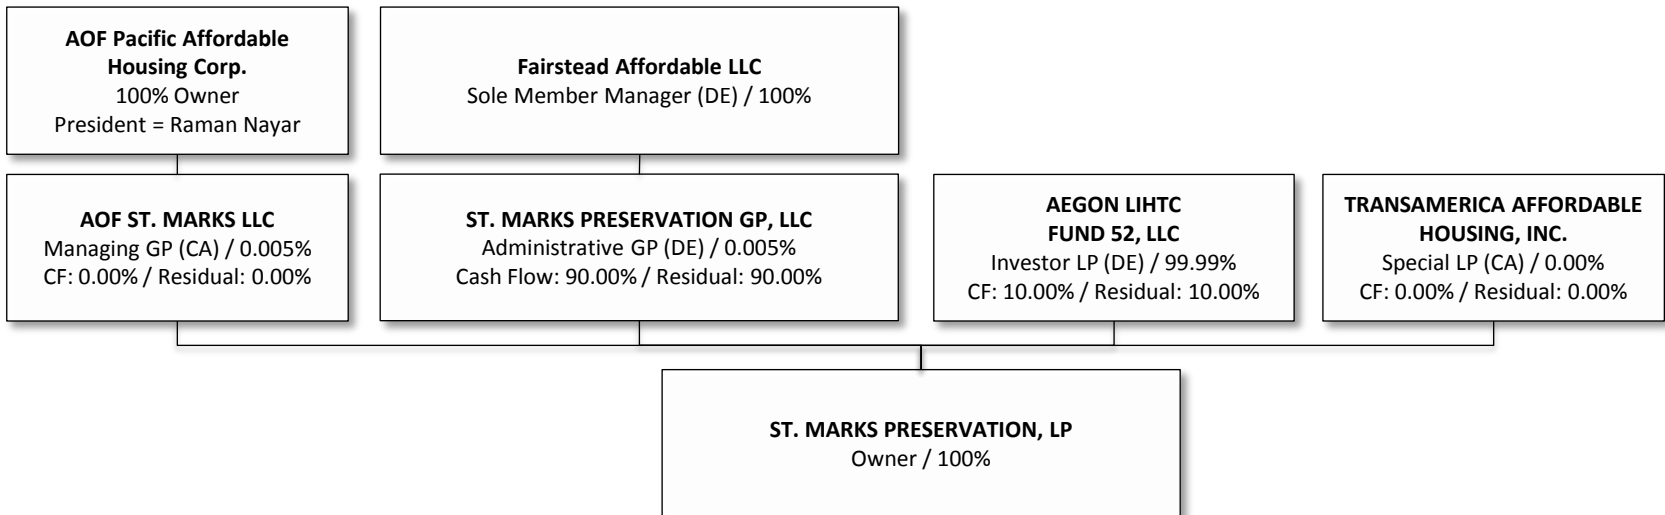 AOF Pacific Affordable
Housing Corp.
100% Owner
President = Raman Nayar
Fairstead Affordable LLC
Sole Member Manager (DE) / 100%
AOF ST. MARKS LLC
Managing GP (CA) / 0.005%
CF: 0.00% / Residual: 0.00%
ST. MARKS PRESERVATION GP, LLC
Administrative GP (DE) / 0.005%
Cash Flow: 90.00% / Residual: 90.00%
AEGON LIHTC
FUND 52, LLC
Investor LP (DE) / 99.99%
CF: 10.00% / Residual: 10.00%
TRANSAMERICA AFFORDABLE
HOUSING, INC.
Special LP (CA) / 0.00%
CF: 0.00% / Residual: 0.00%
ST. MARKS PRESERVATION, LP
Owner / 100%